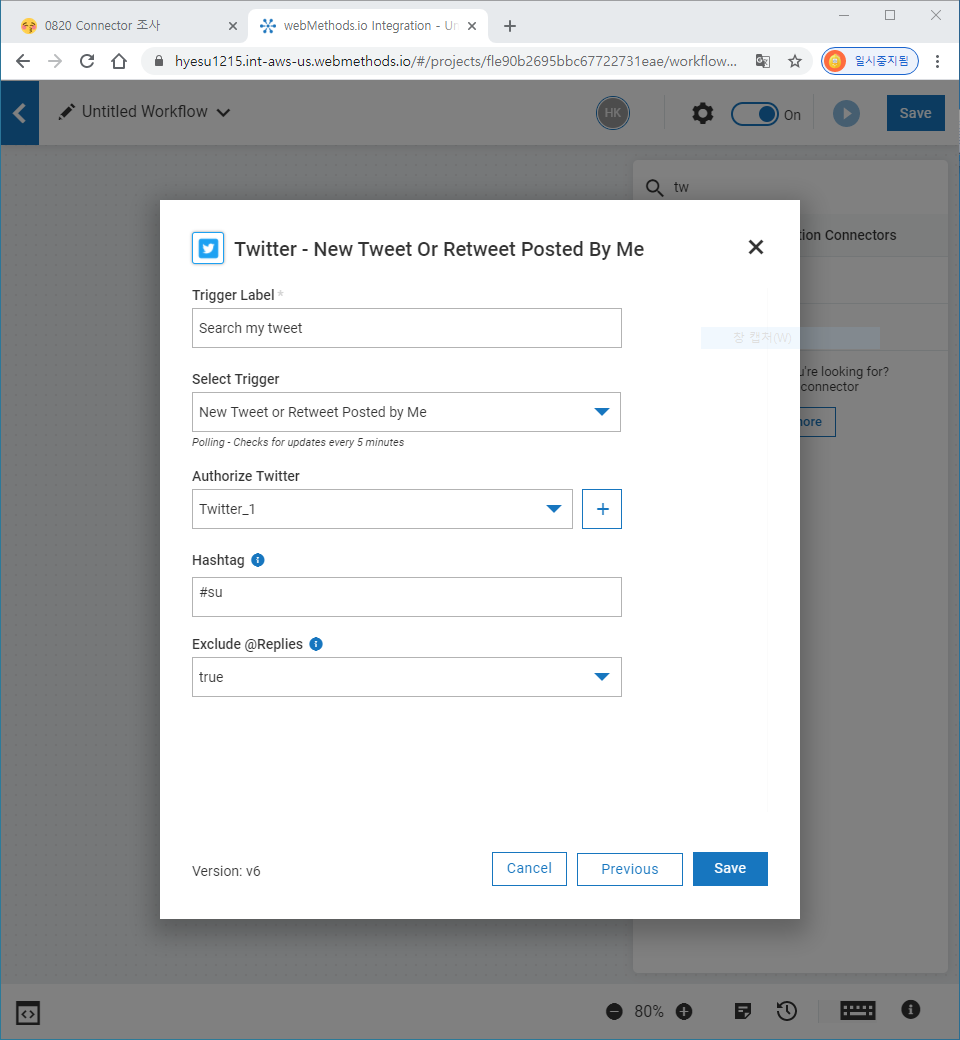 0820 Connector 조사
webMethods.io Integration - Un
hyesu1215.int-aws-us.webmethods.io/#/projects/fle90b2695bbc67722731eae/workflow...
일시중지됨
Untitled Workflow
HK
On
Save
tw
tion Connectors
Twitter - New Tweet Or Retweet Posted By Me
Trigger Label *
Search my tweet
창 캡처(W)
Select Trigger
u're looking for?
connector
New Tweet or Retweet Posted by Me
more
Polling - Checks for updates every 5 minutes
Authorize Twitter
Twitter_1
+
Hashtag
#su
Exclude @Replies
true
Version: v6
Cancel
Previous
Save
80%